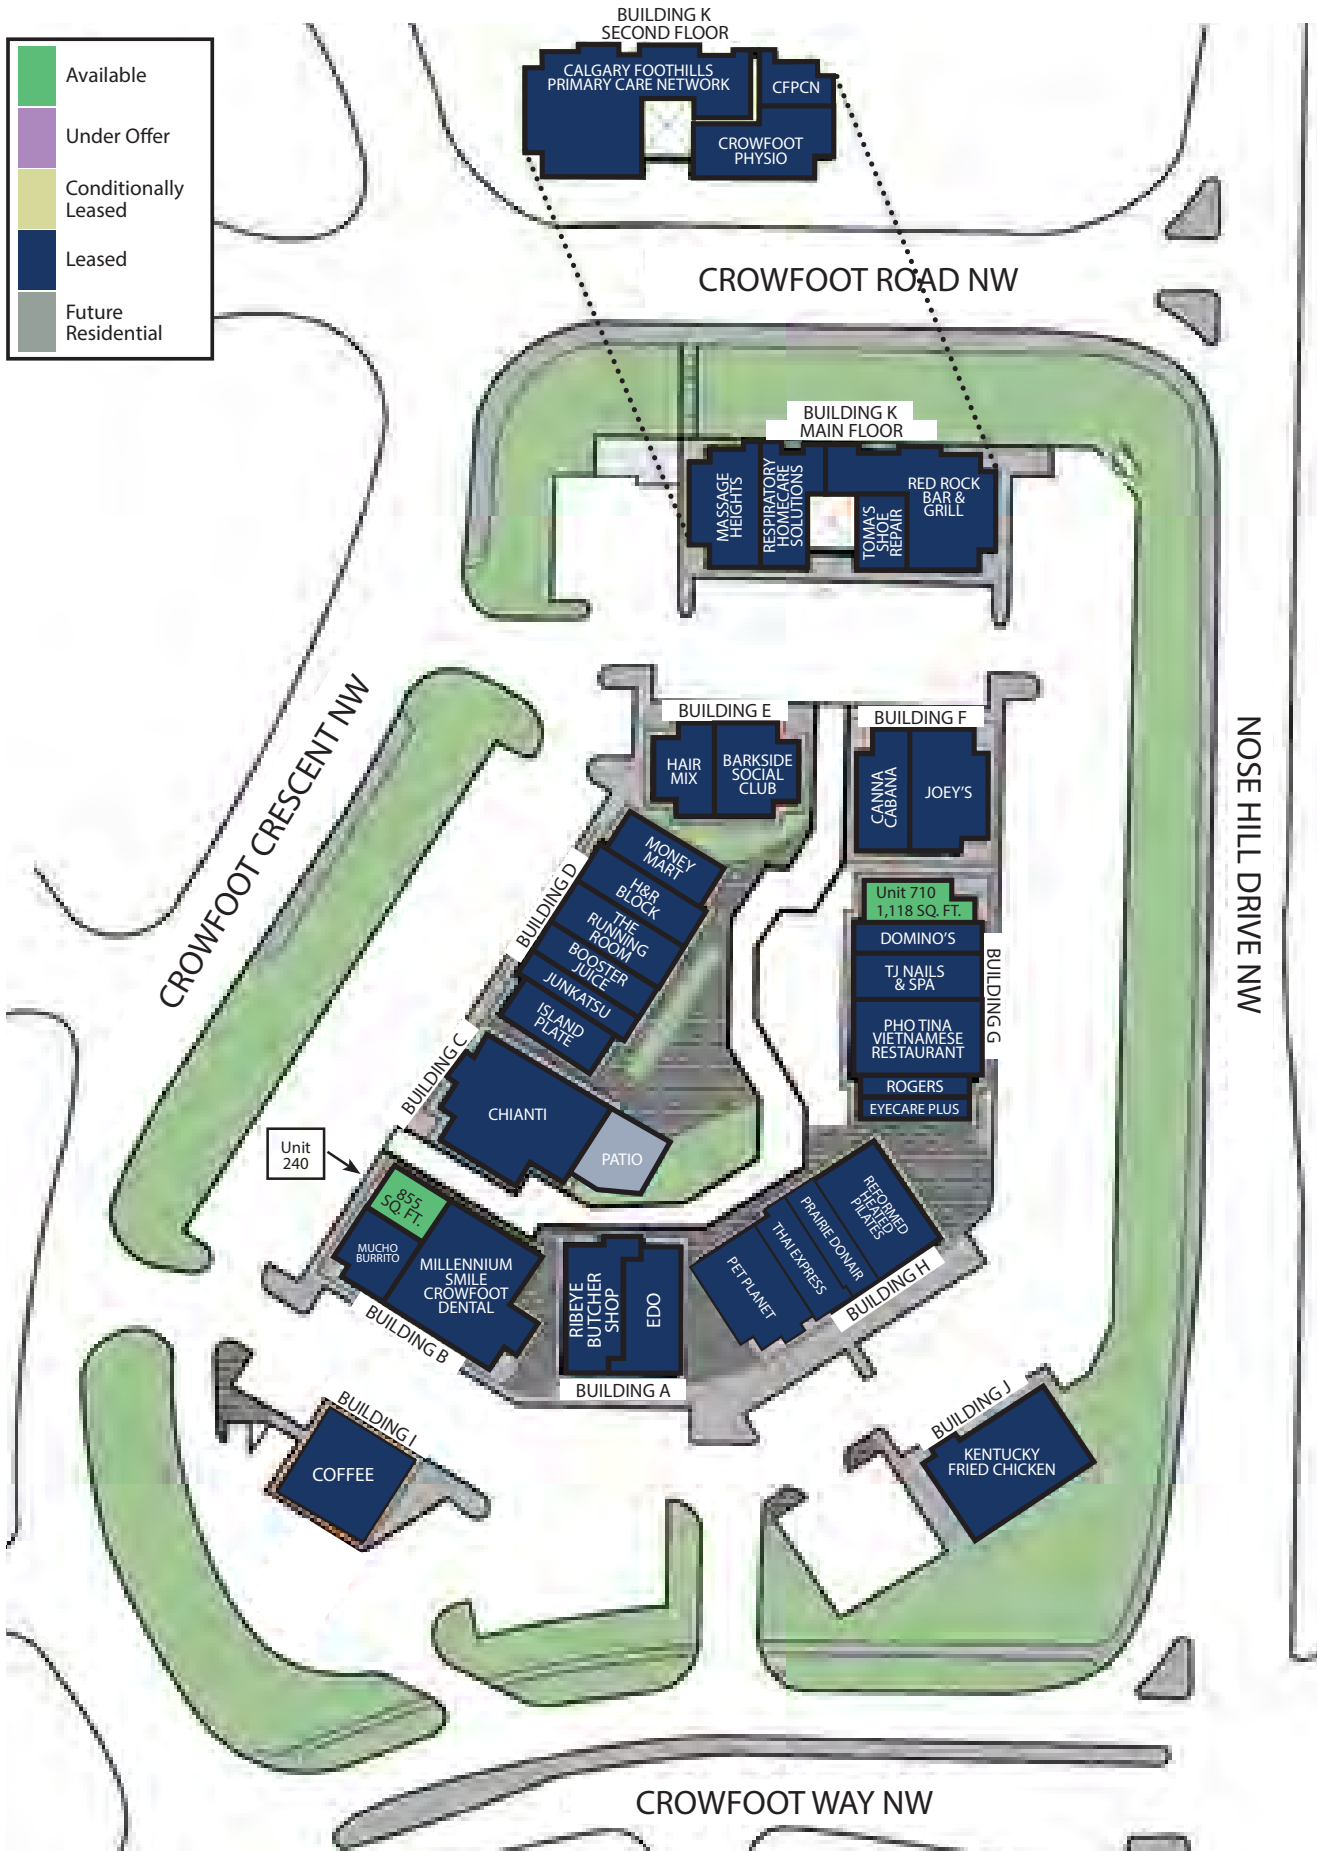 BUILDING K
SECOND FLOOR
CALGARY FOOTHILLS
PRIMARY CARE NETWORK
CFPCN
CROWFOOT
PHYSIO
Available
Under Offer
Conditionally
Leased
Leased
Future
Residential
CROWFOOT ROAD NW
BUILDING K
MAIN FLOOR
MASSAGE
HEIGHTS
RESPIRATORY
HOMECARE
SOLUTIONS
TOMA'S
SHOE
REPAIR
RED ROCK
BAR &
GRILL
CROWFOOT CRESCENT NW
NOSE HILL DRIVE NW
BUILDING E
HAIR
MIX
BARKSIDE
SOCIAL
CLUB
BUILDING F
CANNA
CABANA
JOEY'S
BUILDING D
MONEY
MART
H&R
BLOCK
THE
RUNNING
ROOM
BOOSTER
JUICE
JUNKATSU
ISLAND
PLATE
Unit 710
1,118 SQ. FT.
DOMINO'S
TJ NAILS
& SPA
PHO TINA
VIETNAMESE
RESTAURANT
ROGERS
EYECARE PLUS
BUILDING G
BUILDING C
CHIANTI
PATIO
Unit
240
855
SQ. FT.
MUCHO
BURRITO
MILLENNIUM
SMILE
CROWFOOT
DENTAL
BUILDING B
RIBEYE
BUTCHER
SHOP
EDO
BUILDING A
PET PLANET
THAI EXPRESS
PRAIRIE DONAIR
REFORMED
HEATED
PILATES
BUILDING H
BUILDING I
COFFEE
BUILDING J
KENTUCKY
FRIED CHICKEN
CROWFOOT WAY NW